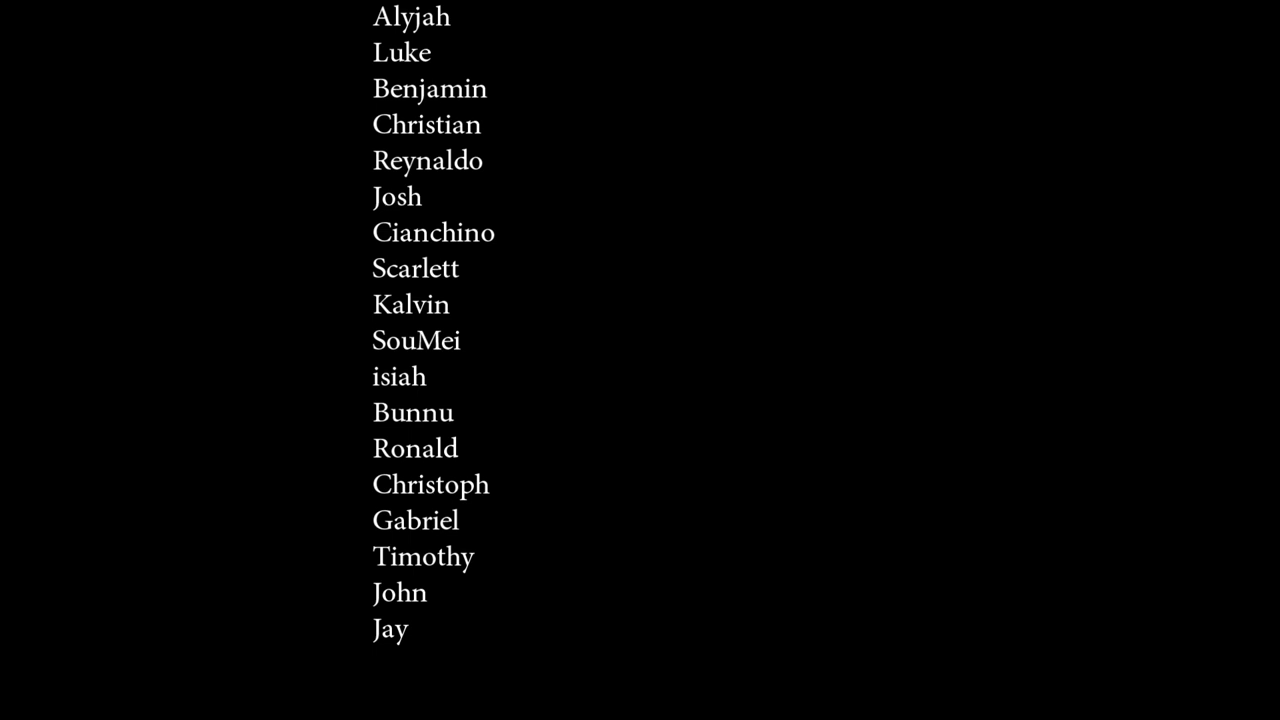 Alyjah
Luke
Benjamin
Christian
Reynaldo
Josh
Cianchino
Scarlett
Kalvin
SouMei
isiah
Bunnu
Ronald
Christoph
Gabriel
Timothy
John
Jay